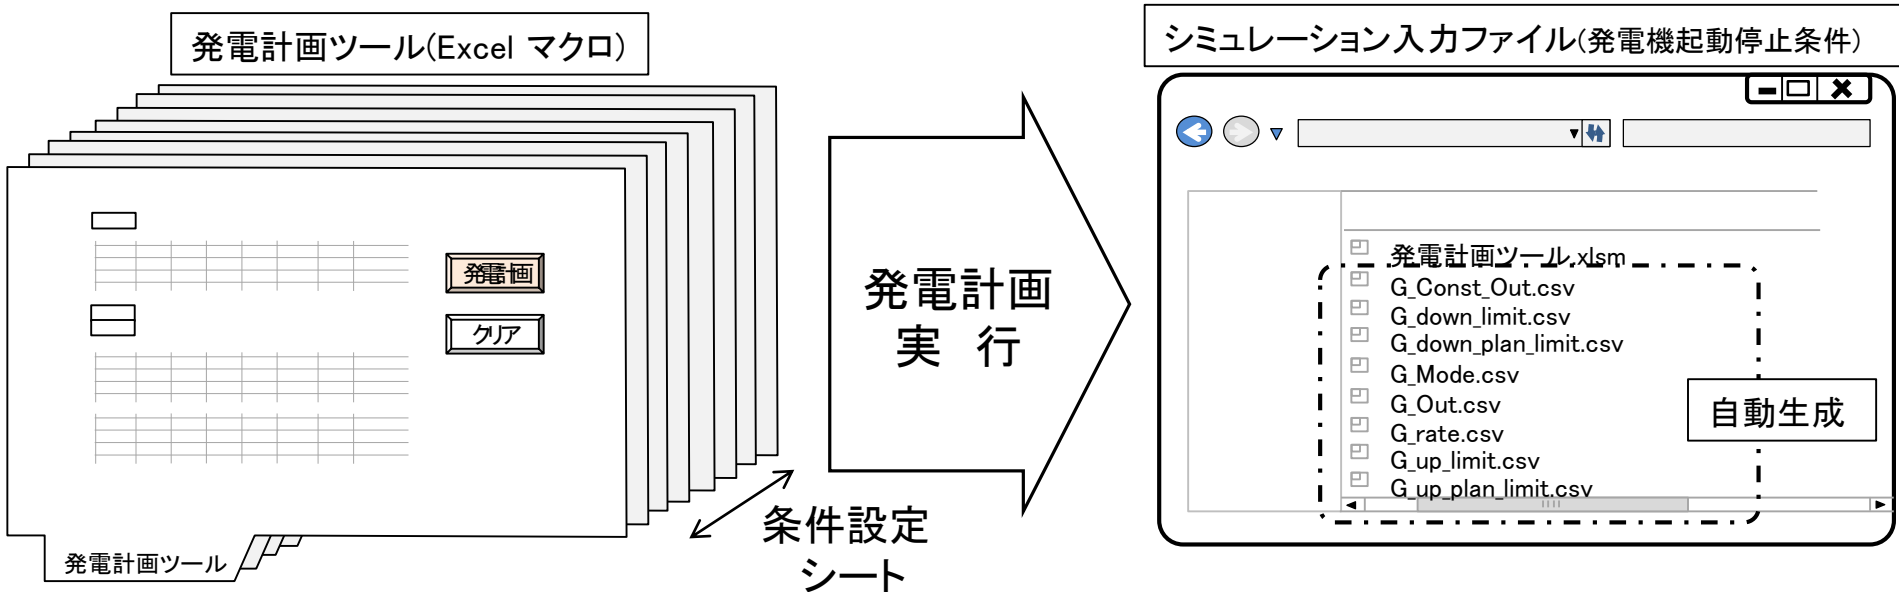 発電計画ツール(Excel マクロ)
発電計画
クリア
発電計画ツール
条件設定
シート
発電計画
実 行
シミュレーション入力ファイル(発電機起動停止条件)
発電計画ツール.xlsm
G_Const_Out.csv
G_down_limit.csv
G_down_plan_limit.csv
G_Mode.csv
G_Out.csv
G_rate.csv
G_up_limit.csv
G_up_plan_limit.csv
自動生成